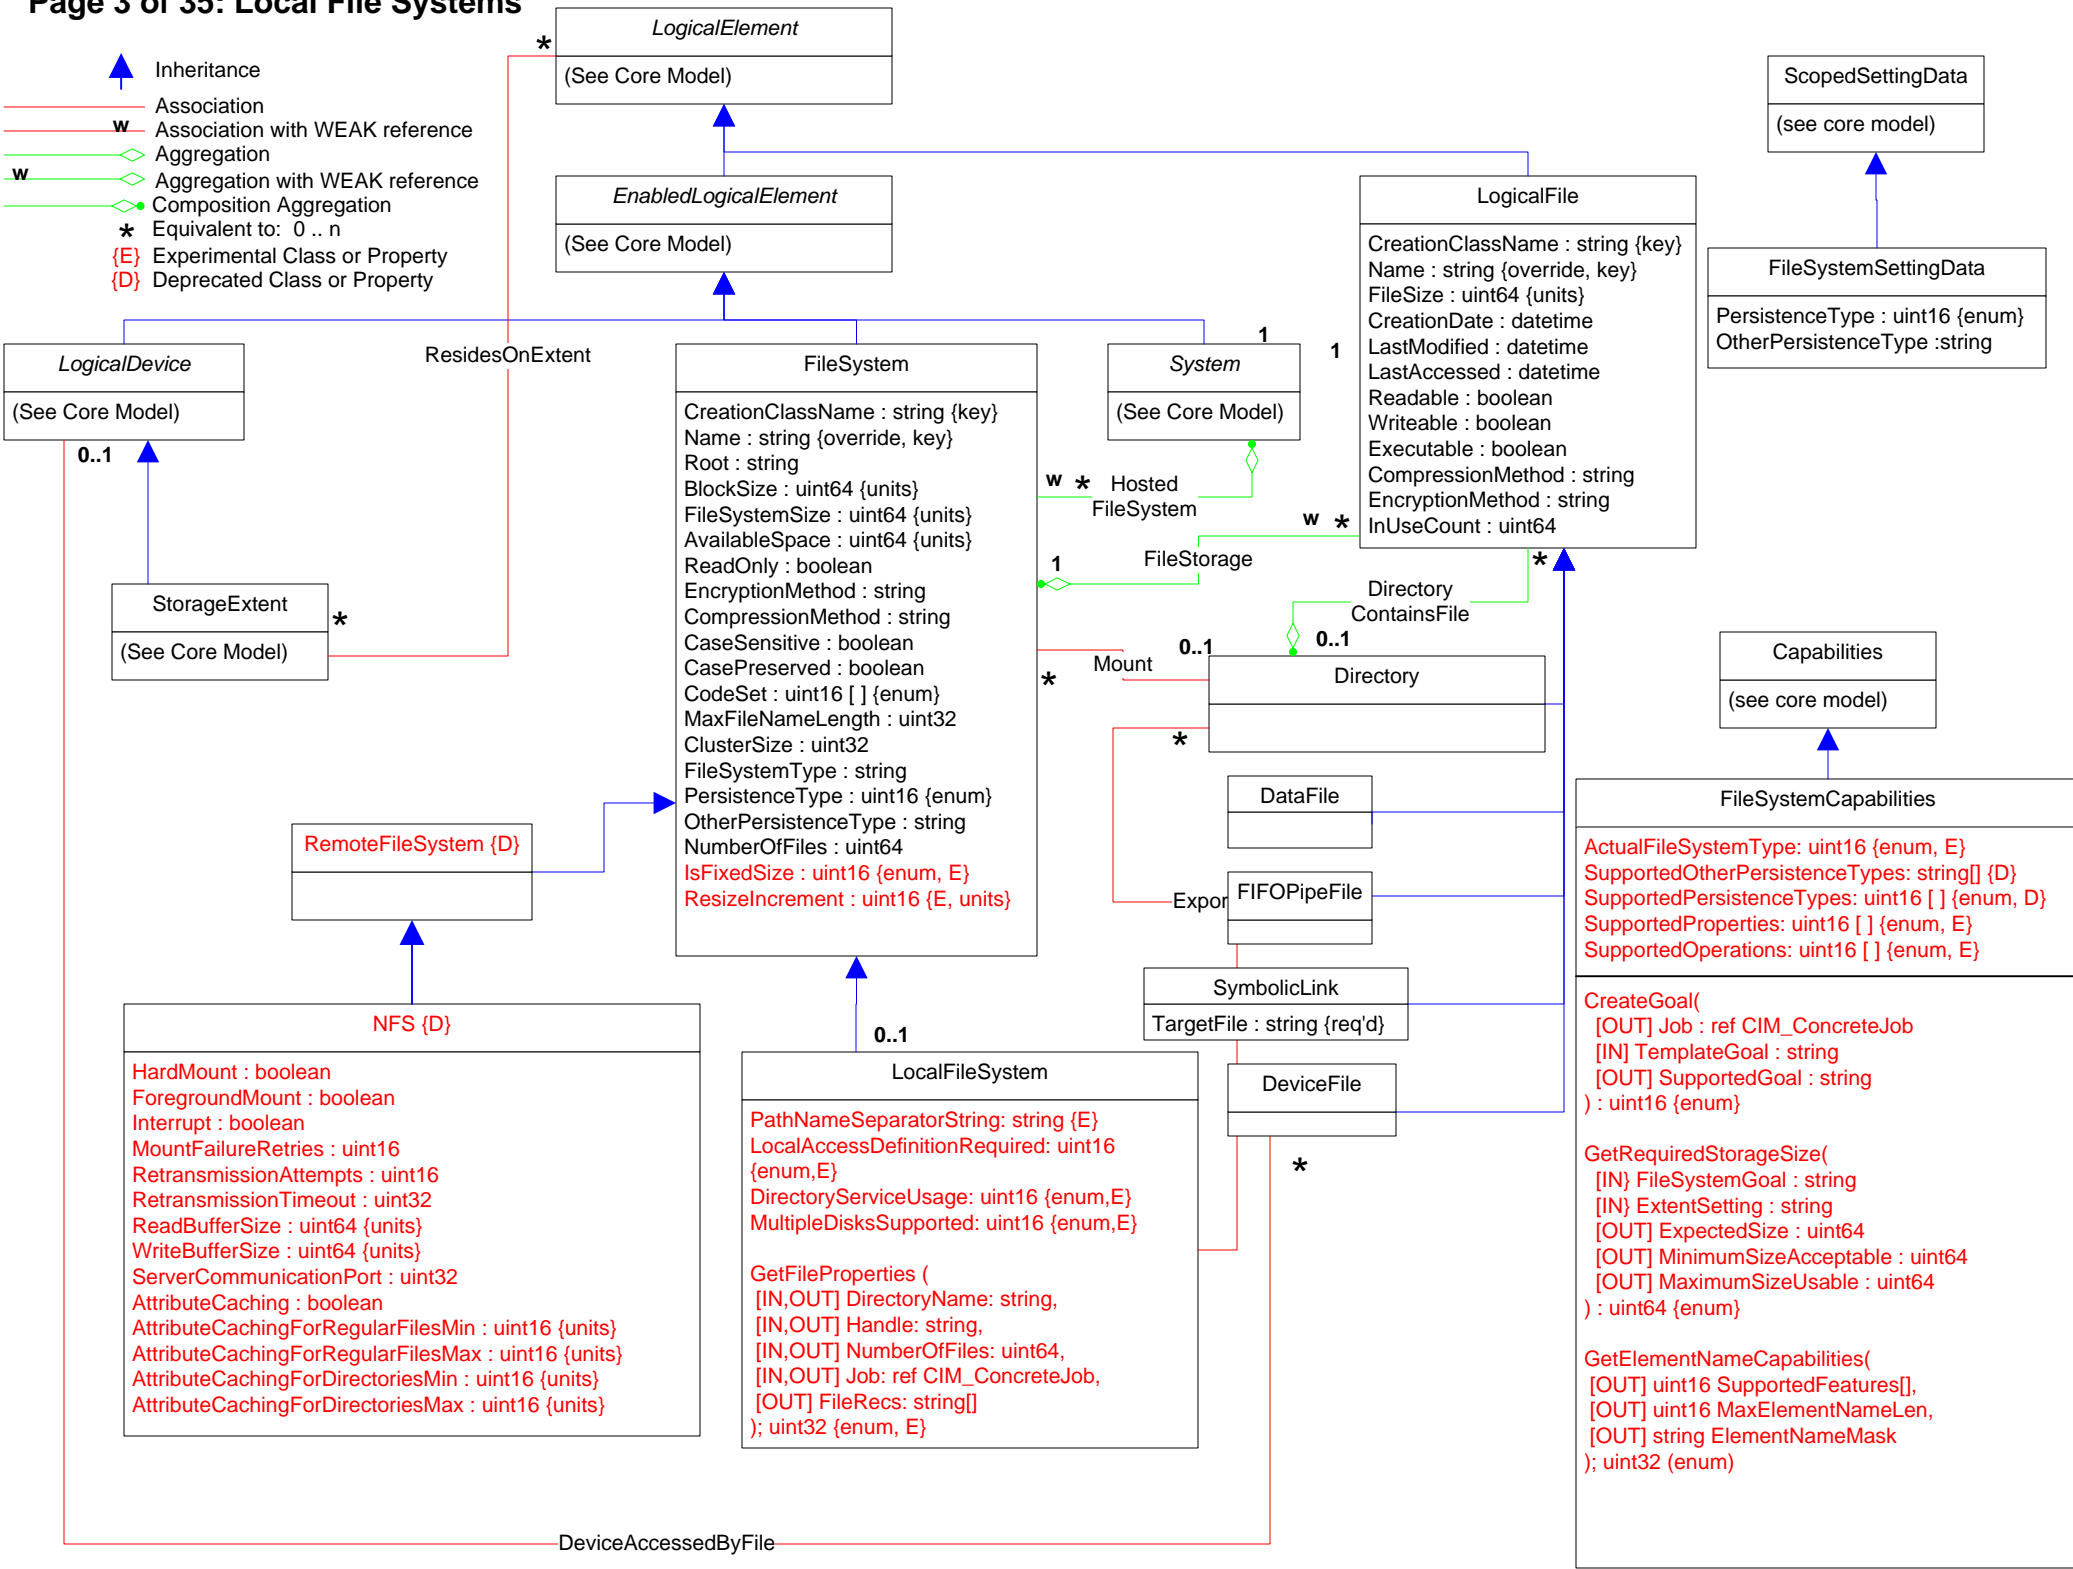 Page 3 of 35: Local File Systems
Inheritance
Association
w Association with WEAK reference
Aggregation
w Aggregation with WEAK reference
Composition Aggregation
* Equivalent to: 0 .. n
{E} Experimental Class or Property
{D} Deprecated Class or Property
*
LogicalElement
(See Core Model)
ScopedSettingData
(see core model)
EnabledLogicalElement
(See Core Model)
LogicalFile
CreationClassName : string {key}
Name : string {override, key}
FileSize : uint64 {units}
CreationDate : datetime
LastModified : datetime
LastAccessed : datetime
Readable : boolean
Writeable : boolean
Executable : boolean
CompressionMethod : string
EncryptionMethod : string
InUseCount : uint64
FileSystemSettingData
PersistenceType : uint16 {enum}
OtherPersistenceType :string
LogicalDevice
(See Core Model)
0..1
ResidesOnExtent
StorageExtent
(See Core Model)
*
FileSystem
CreationClassName : string {key}
Name : string {override, key}
Root : string
BlockSize : uint64 {units}
FileSystemSize : uint64 {units}
AvailableSpace : uint64 {units}
ReadOnly : boolean
EncryptionMethod : string
CompressionMethod : string
CaseSensitive : boolean
CasePreserved : boolean
CodeSet : uint16 [ ] {enum}
MaxFileNameLength : uint32
ClusterSize : uint32
FileSystemType : string
PersistenceType : uint16 {enum}
OtherPersistenceType : string
NumberOfFiles : uint64
IsFixedSize : uint16 {enum, E}
ResizeIncrement : uint16 {E, units}
1
1
System
(See Core Model)
w * Hosted
FileSystem
w *
1
FileStorage
*
Directory
ContainsFile
0..1
0..1
Mount
*
Directory
*
DataFile
Expor
FIFOPipeFile
SymbolicLink
TargetFile : string {req'd}
DeviceFile
*
Capabilities
(see core model)
FileSystemCapabilities
ActualFileSystemType: uint16 {enum, E}
SupportedOtherPersistenceTypes: string[] {D}
SupportedPersistenceTypes: uint16 [ ] {enum, D}
SupportedProperties: uint16 [ ] {enum, E}
SupportedOperations: uint16 [ ] {enum, E}
CreateGoal(
[OUT] Job : ref CIM_ConcreteJob
[IN] TemplateGoal : string
[OUT] SupportedGoal : string
) : uint16 {enum}
GetRequiredStorageSize(
[IN} FileSystemGoal : string
[IN} ExtentSetting : string
[OUT] ExpectedSize : uint64
[OUT] MinimumSizeAcceptable : uint64
[OUT] MaximumSizeUsable : uint64
) : uint64 {enum}
GetElementNameCapabilities(
[OUT] uint16 SupportedFeatures[],
[OUT] uint16 MaxElementNameLen,
[OUT] string ElementNameMask
); uint32 (enum)
RemoteFileSystem {D}
NFS {D}
HardMount : boolean
ForegroundMount : boolean
Interrupt : boolean
MountFailureRetries : uint16
RetransmissionAttempts : uint16
RetransmissionTimeout : uint32
ReadBufferSize : uint64 {units}
WriteBufferSize : uint64 {units}
ServerCommunicationPort : uint32
AttributeCaching : boolean
AttributeCachingForRegularFilesMin : uint16 {units}
AttributeCachingForRegularFilesMax : uint16 {units}
AttributeCachingForDirectoriesMin : uint16 {units}
AttributeCachingForDirectoriesMax : uint16 {units}
0..1
LocalFileSystem
PathNameSeparatorString: string {E}
LocalAccessDefinitionRequired: uint16
{enum,E}
DirectoryServiceUsage: uint16 {enum,E}
MultipleDisksSupported: uint16 {enum,E}
GetFileProperties (
[IN,OUT] DirectoryName: string,
[IN,OUT] Handle: string,
[IN,OUT] NumberOfFiles: uint64,
[IN,OUT] Job: ref CIM_ConcreteJob,
[OUT] FileRecs: string[]
); uint32 {enum, E}
DeviceAccessedByFile